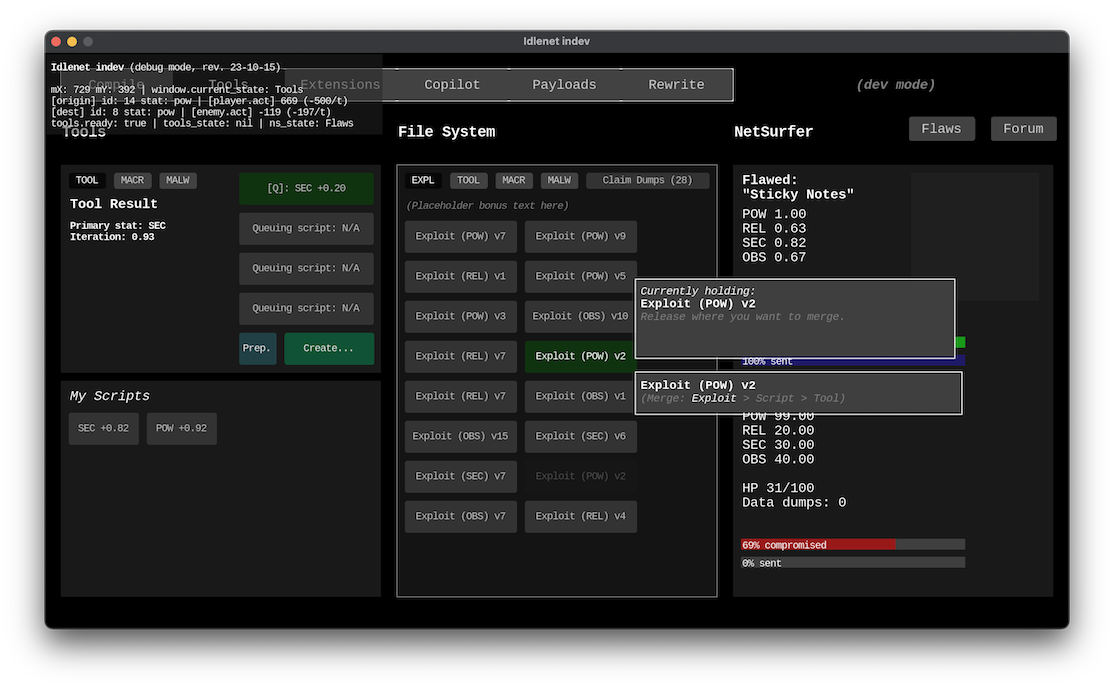 Idlenet indev
Idlenet indev (debug mode, rev. 23-10-15)
Compile
Tools
Extensions
Copilot
Payloads
Rewrite
(dev mode)
mX: 729 mY: 392 | window.current_state: Tools
[origin] id: 14 stat: pow | [player.act] 669 (-500/t)
[dest] id: 8 stat: pow | [enemy.act] -119 (-197/t)
tools.ready: true | tools_state: nil | ns_state: Flaws
Tools
TOOL
MACR
MALW
Tool Result
Primary stat: SEC
Iteration: 0.93
[Q]: SEC +0.20
Queuing script: N/A
Queuing script: N/A
Queuing script: N/A
Prep.
Create...
My Scripts
SEC +0.82
POW +0.92
File System
EXPL
TOOL
MACR
MALW
Claim Dumps (28)
(Placeholder bonus text here)
Exploit (POW) v7
Exploit (POW) v9
Exploit (REL) v1
Exploit (POW) v5
Exploit (POW) v3
Exploit (OBS) v10
Exploit (REL) v7
Exploit (POW) v2
Exploit (REL) v7
Exploit (OBS) v1
Exploit (OBS) v15
Exploit (SEC) v6
Exploit (SEC) v7
Exploit (POW) v2
Exploit (OBS) v7
Exploit (REL) v4
NetSurfer
Flaws
Forum
Flawed:
"Sticky Notes"
POW 1.00
REL 0.63
SEC 0.82
OBS 0.67
Currently holding:
Exploit (POW) v2
Release where you want to merge.
100% sent
Exploit (POW) v2
(Merge: Exploit > Script > Tool)
POW 99.00
REL 20.00
SEC 30.00
OBS 40.00
HP 31/100
Data dumps: 0
69% compromised
0% sent